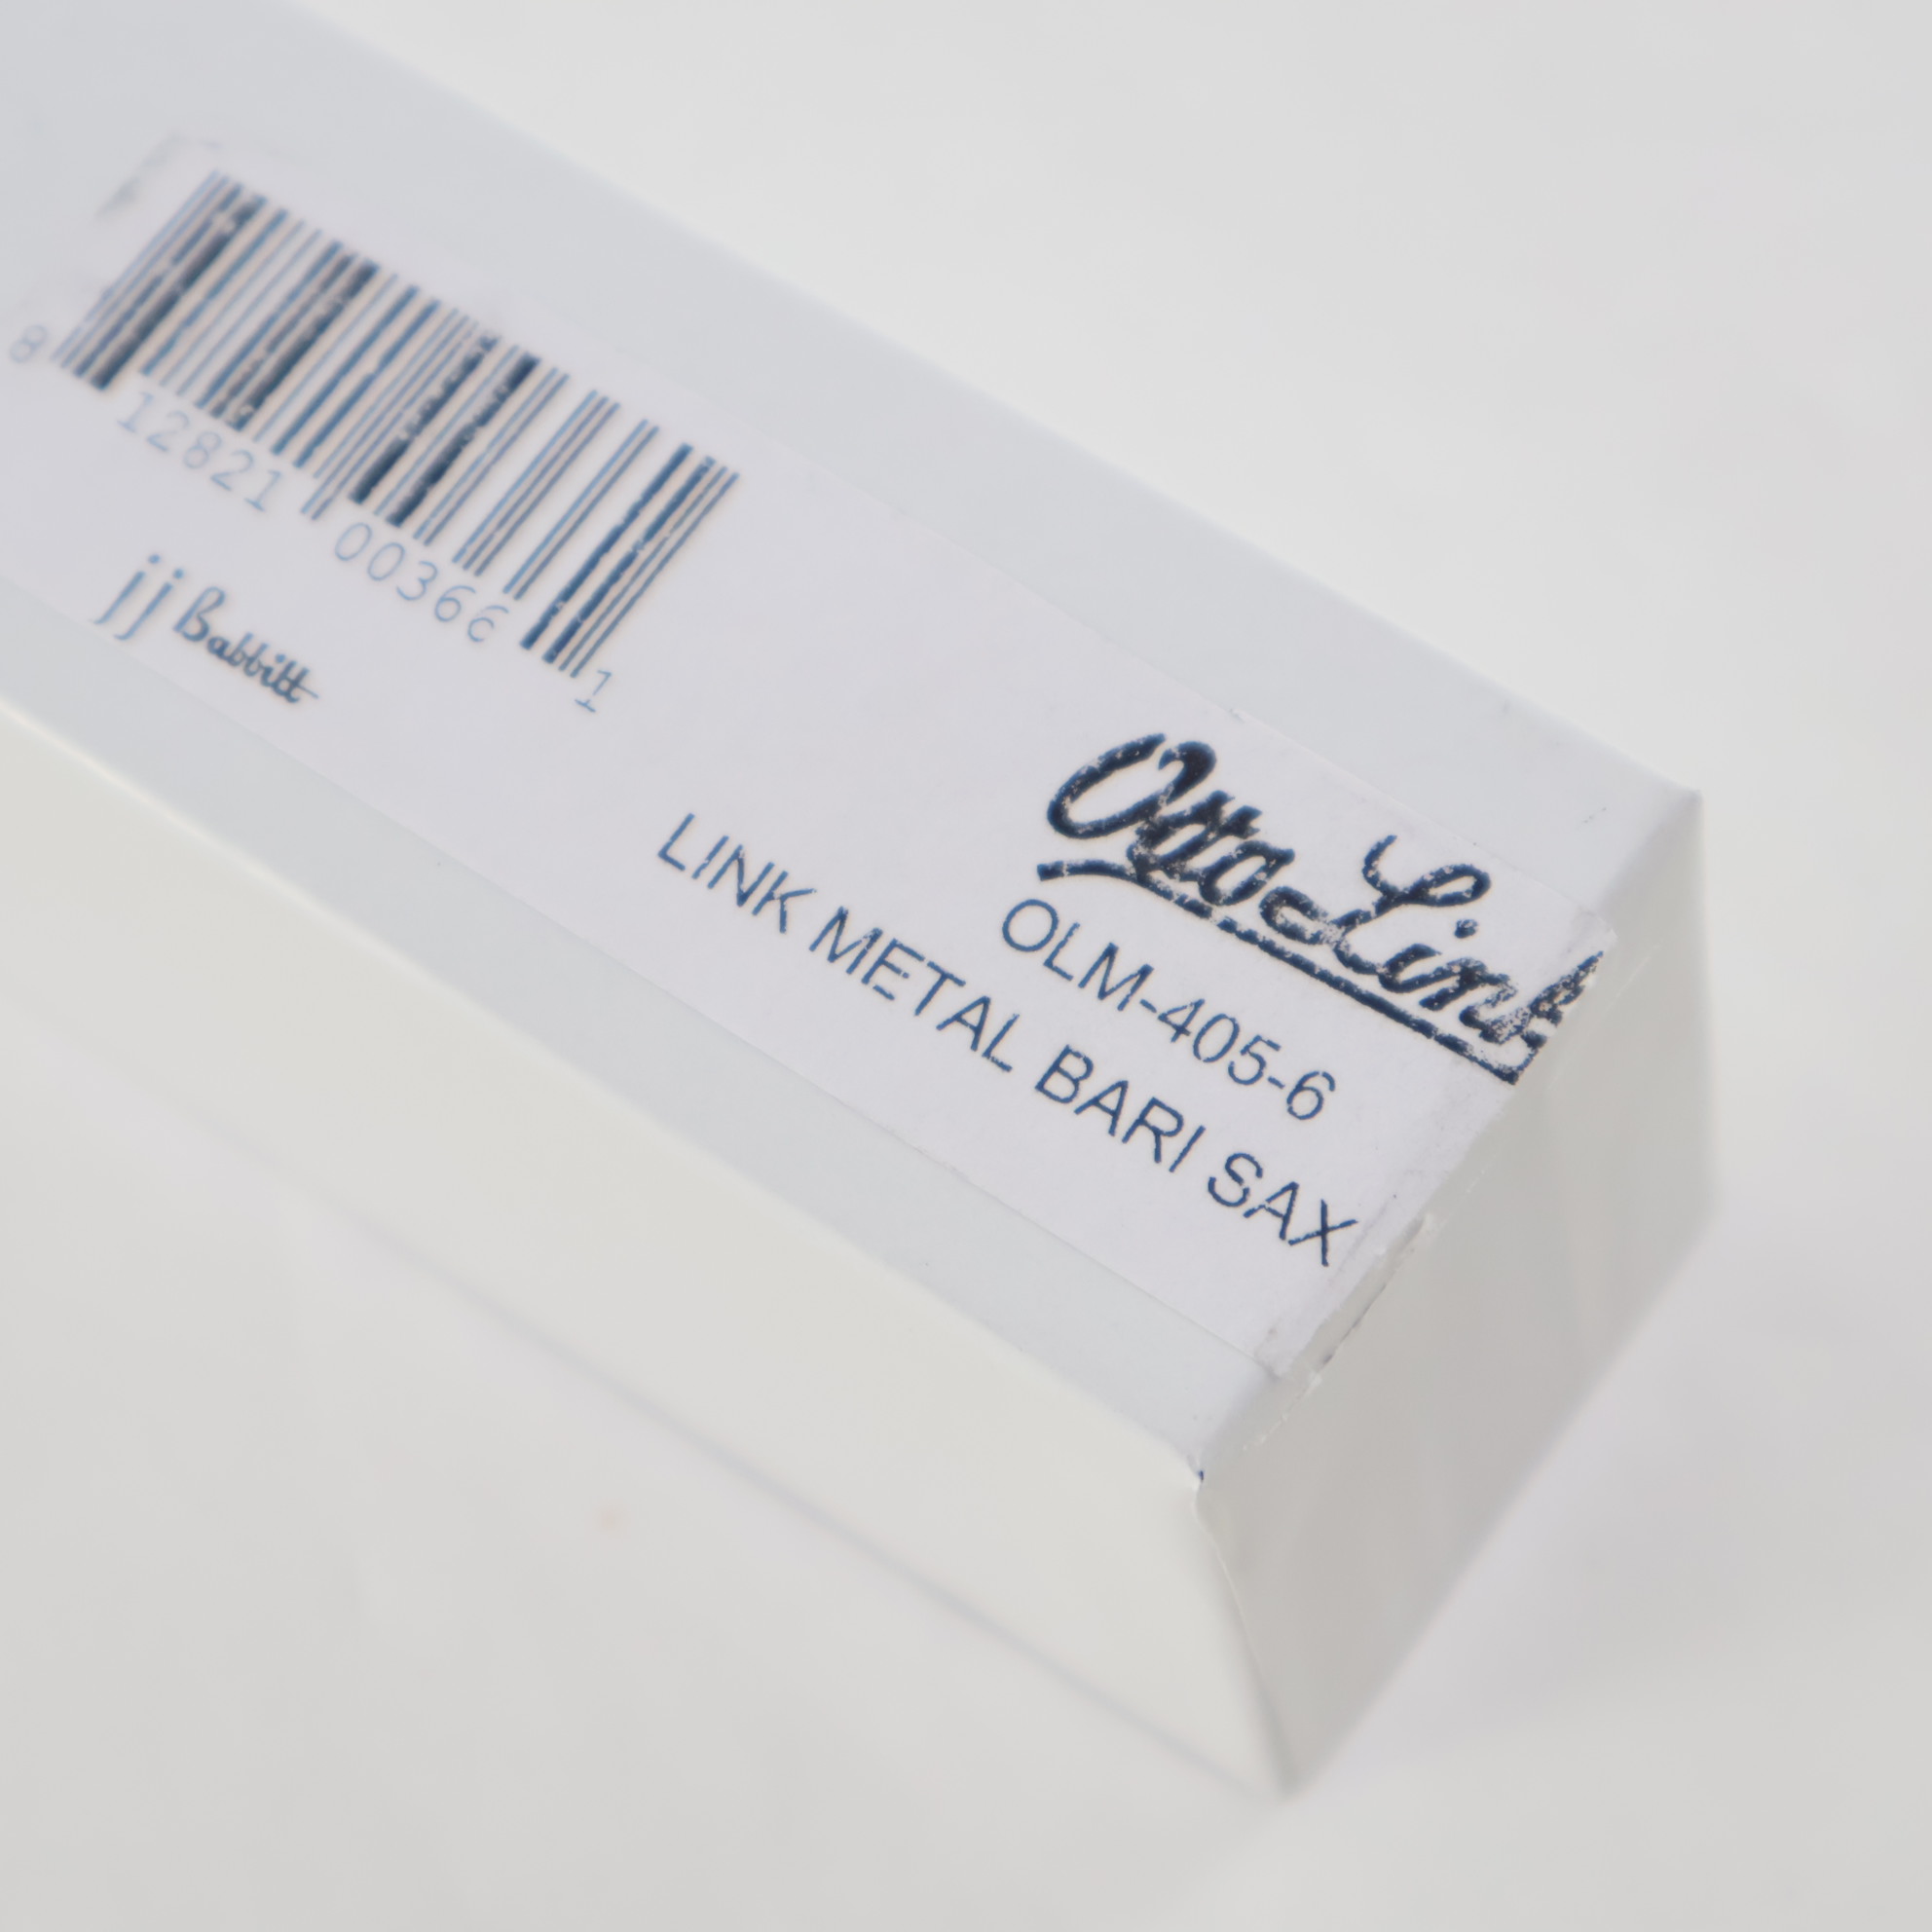 8 12821 00366 1
jj Babbitt
Otto Link
OLM-405-6
LINK METAL BARI SAX